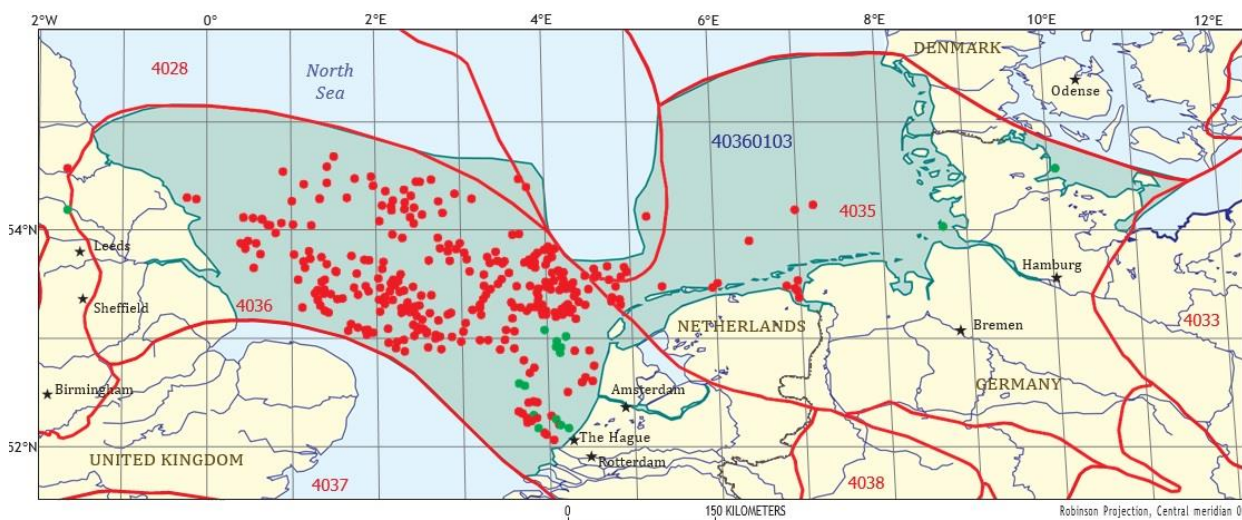 2°W 0° 2°E 4°E 6°E 8°E 10°E 12°E
DENMARK
4028
North
Sea
Odense
40360103
4035
54°N
Leeds
Hamburg
Sheffield
4036
NETHERLANDS
4033
Bremen
GERMANY
Birmingham
Amsterdam
The Hague
52°N
UNITED KINGDOM
Rotterdam
4037
4038
0 150 KILOMETERS
Robinson Projection, Central meridian 0